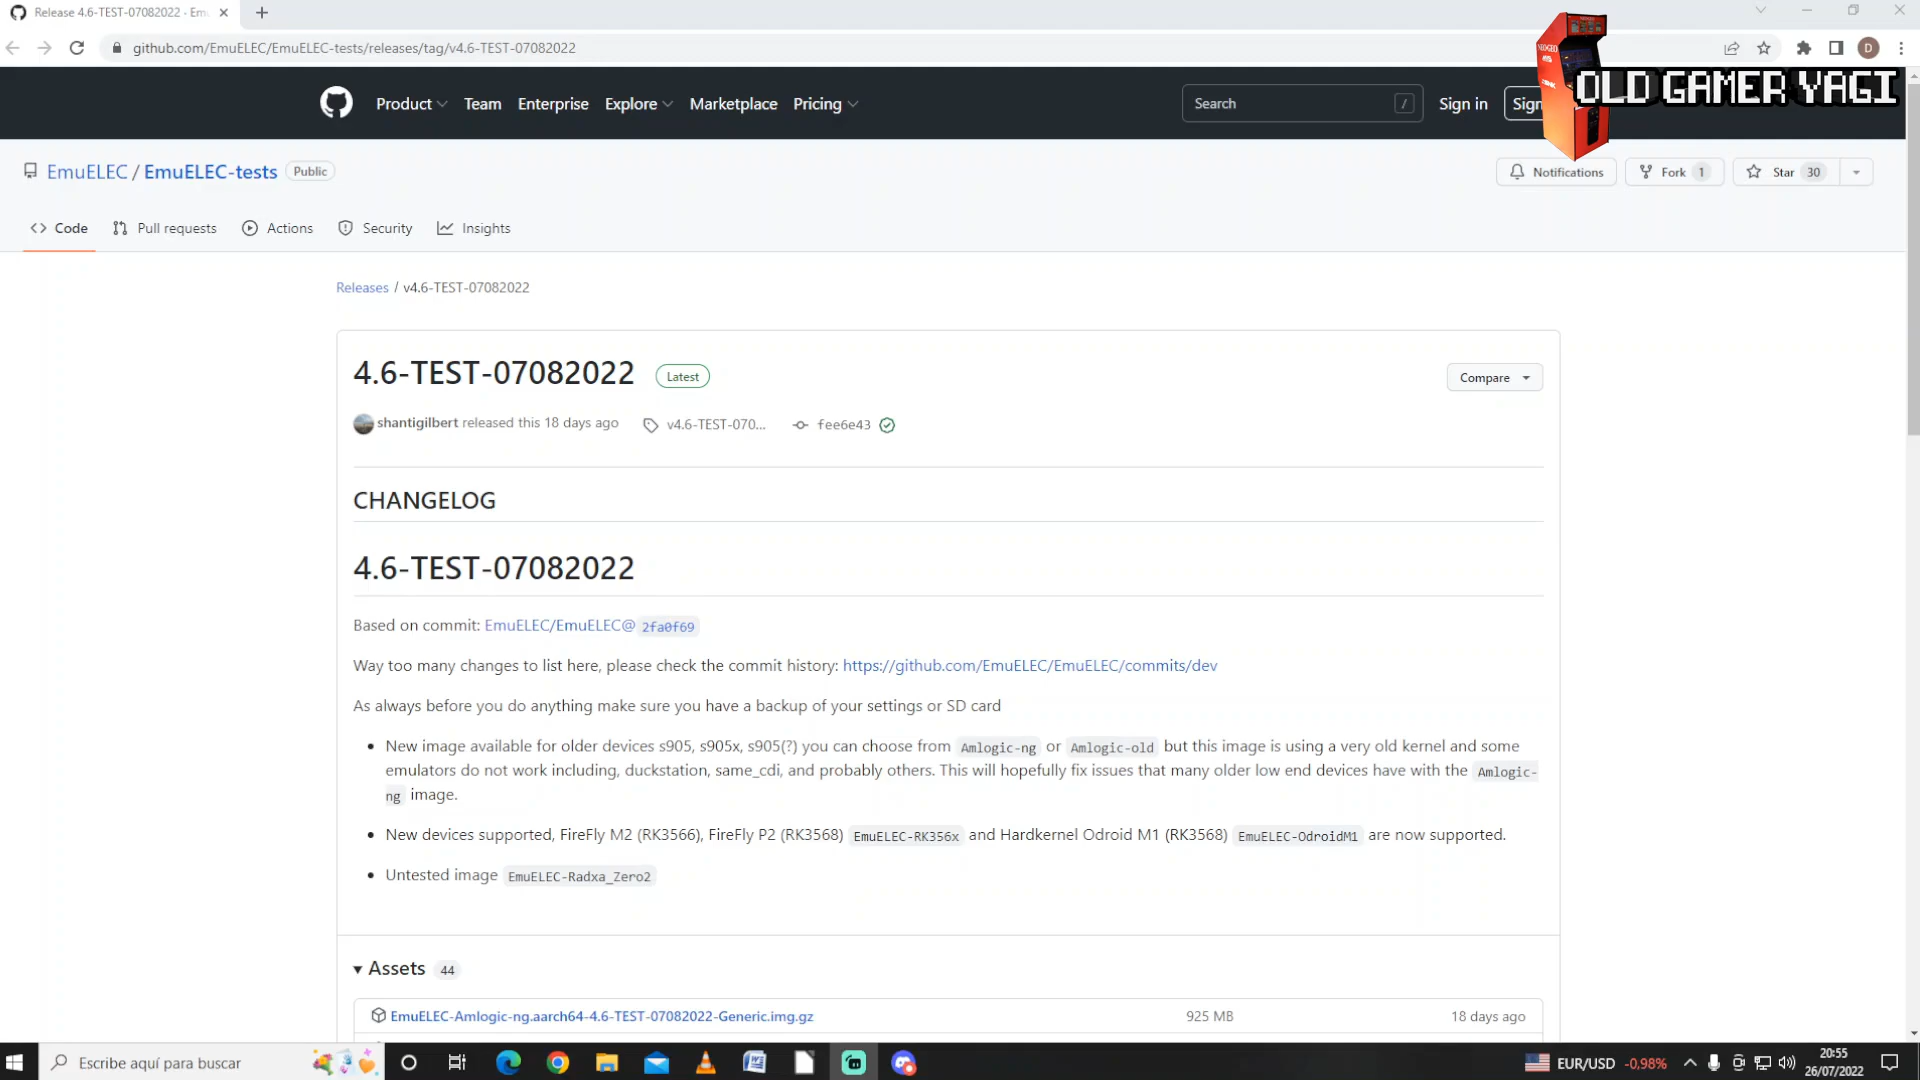 Release 4.6-TEST-07082022 - Em
github.com/EmuELEC/EmuELEC-tests/releases/tag/v4.6-TEST-07082022
D
NEOGEO
OLD GAMER YAGI
Product
Team
Enterprise
Explore
Marketplace
Pricing
Search
/
Sign in
Sign
EmuELEC / EmuELEC-tests
Public
Notifications
Fork 1
Star 30
Code
Pull requests
Actions
Security
Insights
Releases / v4.6-TEST-07082022
4.6-TEST-07082022
Latest
Compare
shantigilbert released this 18 days ago
v4.6-TEST-070...
fee6e43
CHANGELOG
4.6-TEST-07082022
Based on commit: EmuELEC/EmuELEC@ 2fa0f69
Way too many changes to list here, please check the commit history: https://github.com/EmuELEC/EmuELEC/commits/dev
As always before you do anything make sure you have a backup of your settings or SD card
New image available for older devices s905, s905x, s905(?) you can choose from Amlogic-ng or Amlogic-old but this image is using a very old kernel and some
emulators do not work including, duckstation, same_cdi, and probably others. This will hopefully fix issues that many older low end devices have with the Amlogic-
ng image.
New devices supported, FireFly M2 (RK3566), FireFly P2 (RK3568) EmuELEC-RK356x and Hardkernel Odroid M1 (RK3568) EmuELEC-OdroidM1 are now supported.
Untested image EmuELEC-Radxa_Zero2
Assets 44
EmuELEC-Amlogic-ng.aarch64-4.6-TEST-07082022-Generic.img.gz
925 MB
18 days ago
Escribe aquí para buscar
EUR/USD -0,98%
20:55
26/07/2022